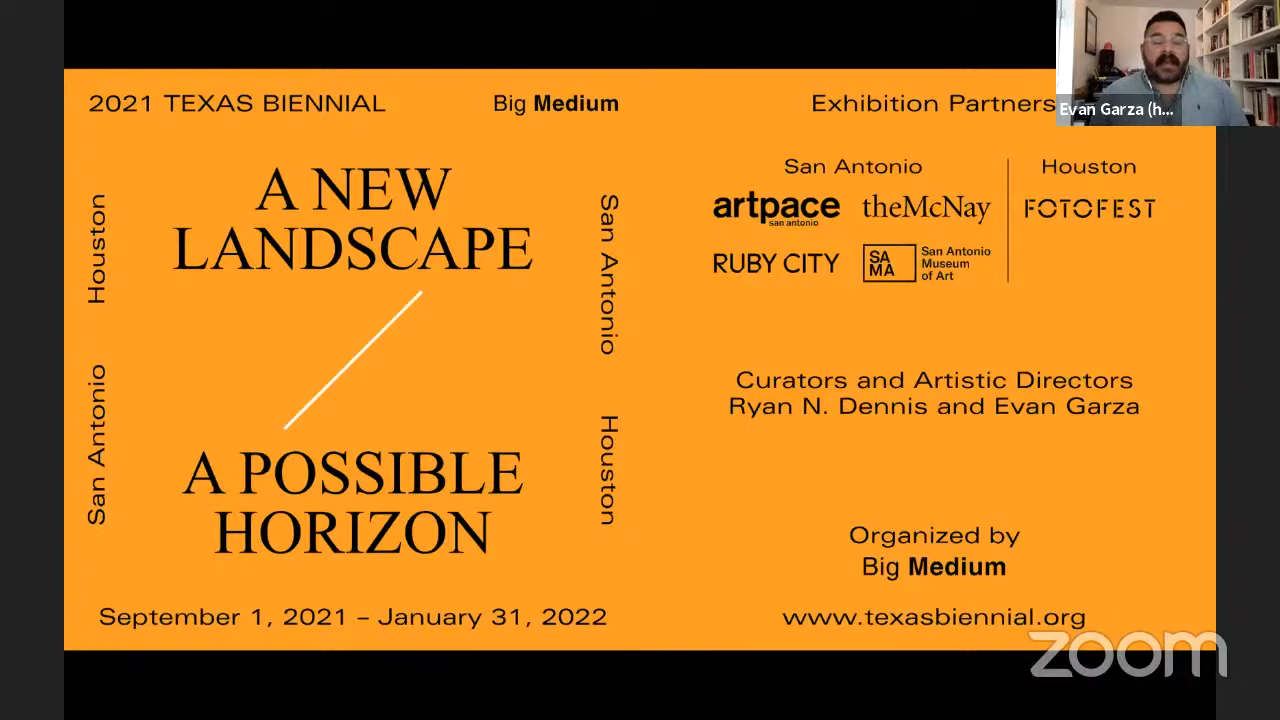 2021 TEXAS BIENNIAL
Big Medium
Exhibition Partners
Evan Garza (h...
A NEW
LANDSCAPE
A POSSIBLE
HORIZON
Houston
San Antonio
San Antonio
Houston
San Antonio
Houston
artpace
san antonio
theMcNay
FOTOFEST
RUBY CITY
SA
MA
San Antonio
Museum
of Art
Curators and Artistic Directors
Ryan N. Dennis and Evan Garza
Organized by
Big Medium
September 1, 2021 – January 31, 2022
www.texasbiennial.org
zoom